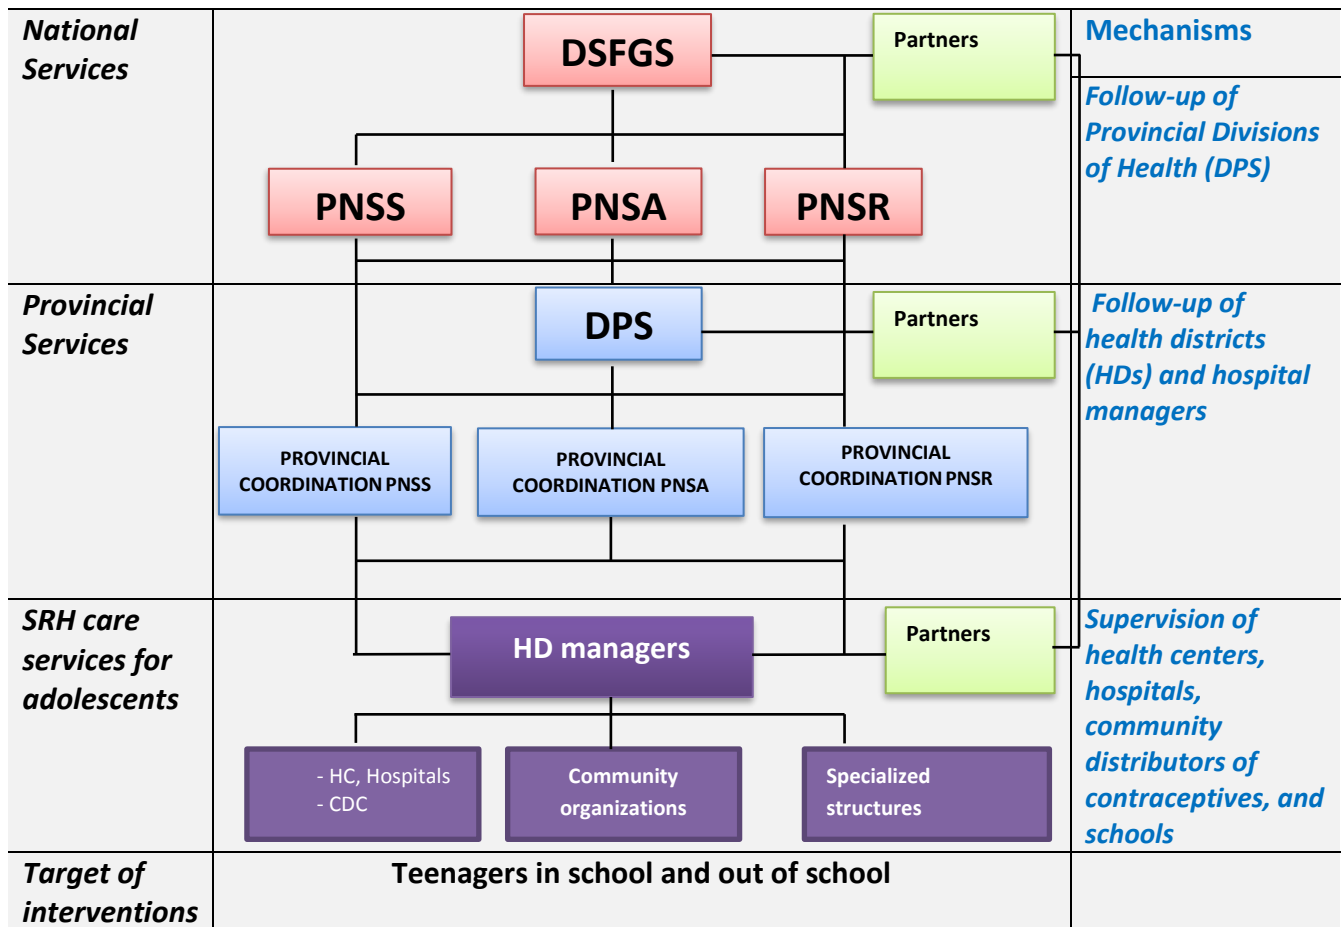 National
Services
DSFGS
Partners
Mechanisms
Follow-up of
Provincial Divisions
of Health (DPS)
PNSS
PNSA
PNSR
Provincial
Services
DPS
Partners
Follow-up of
health districts
(HDs) and hospital
managers
PROVINCIAL
COORDINATION PNSS
PROVINCIAL
COORDINATION PNSA
PROVINCIAL
COORDINATION PNSR
SRH care
services for
adolescents
HD managers
Partners
Supervision of
health centers,
hospitals,
community
distributors of
contraceptives, and
schools
- HC, Hospitals
- CDC
Community
organizations
Specialized
structures
Target of
interventions
Teenagers in school and out of school